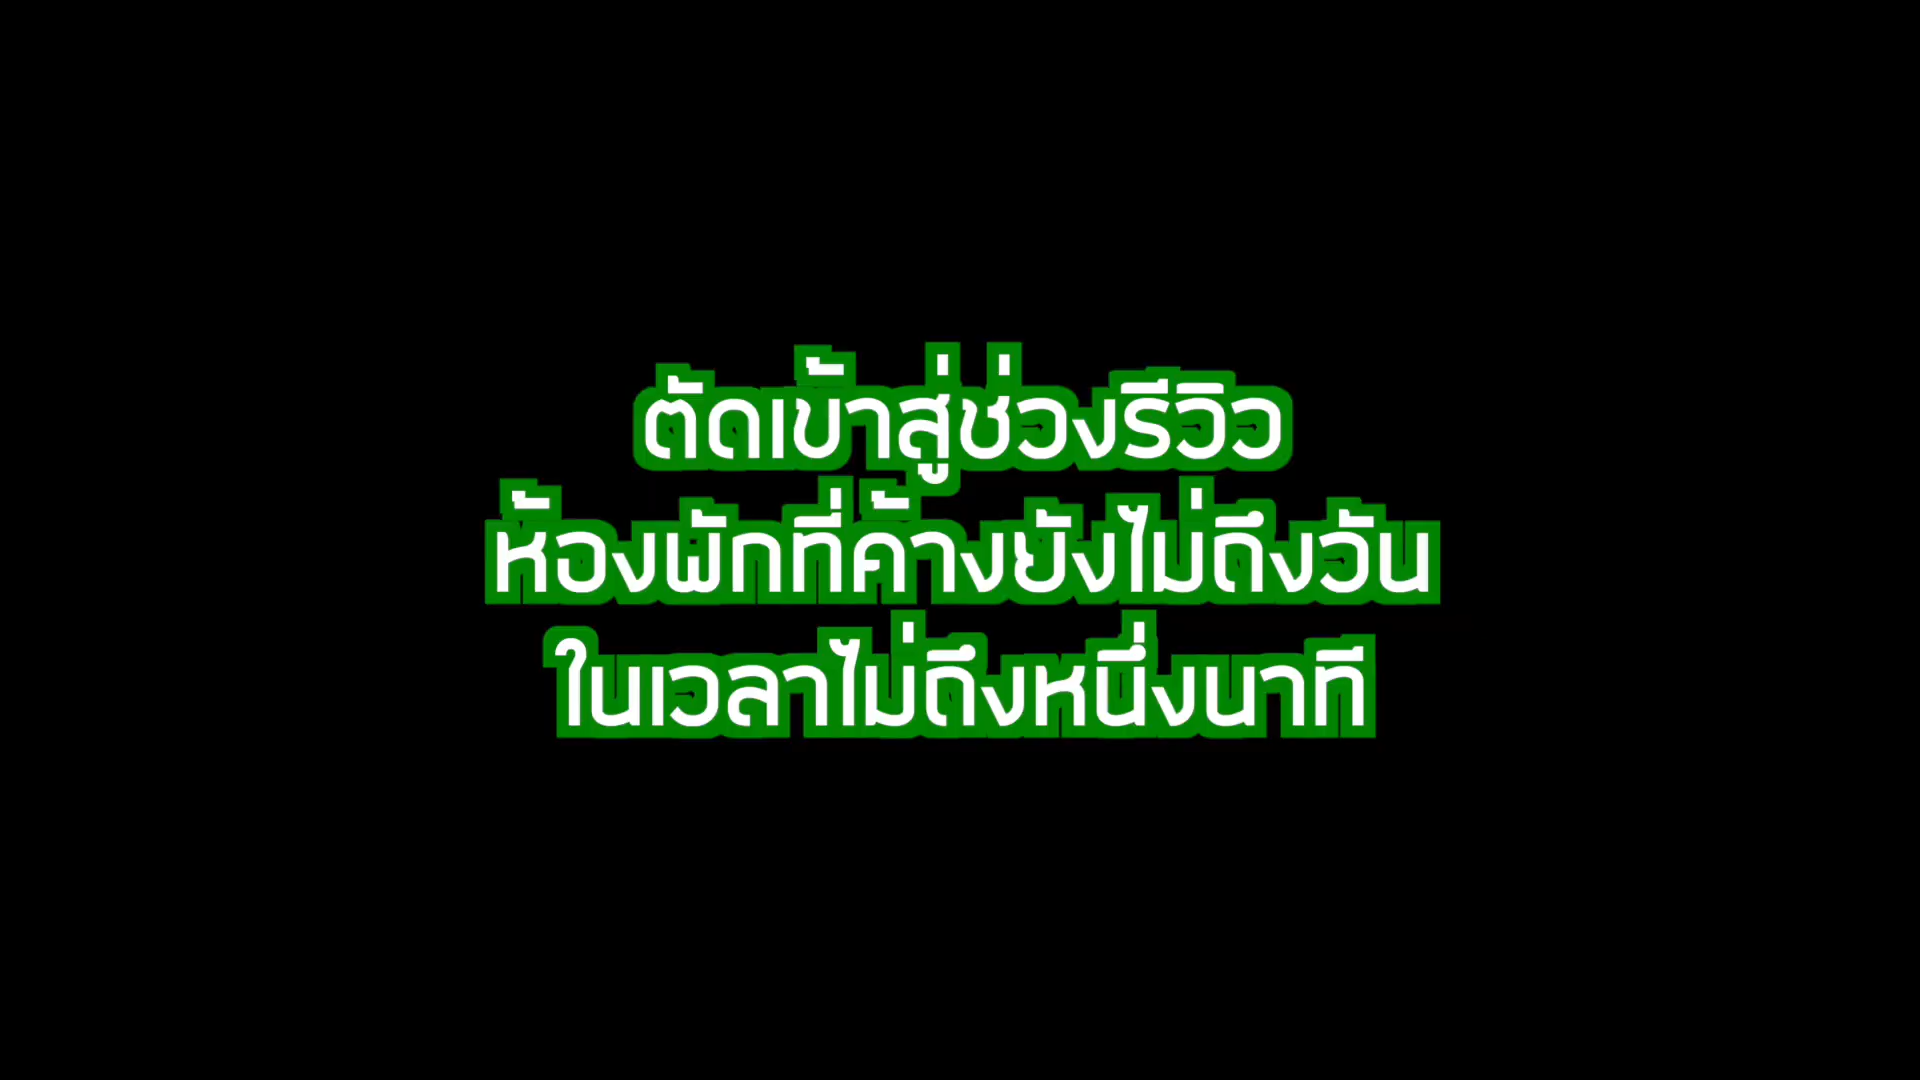 ตัดเข้าสู่ช่วงรีวิว
ห้องพักที่ค้างยังไม่ถึงวัน
ในเวลาไม่ถึงหนึ่งนาที